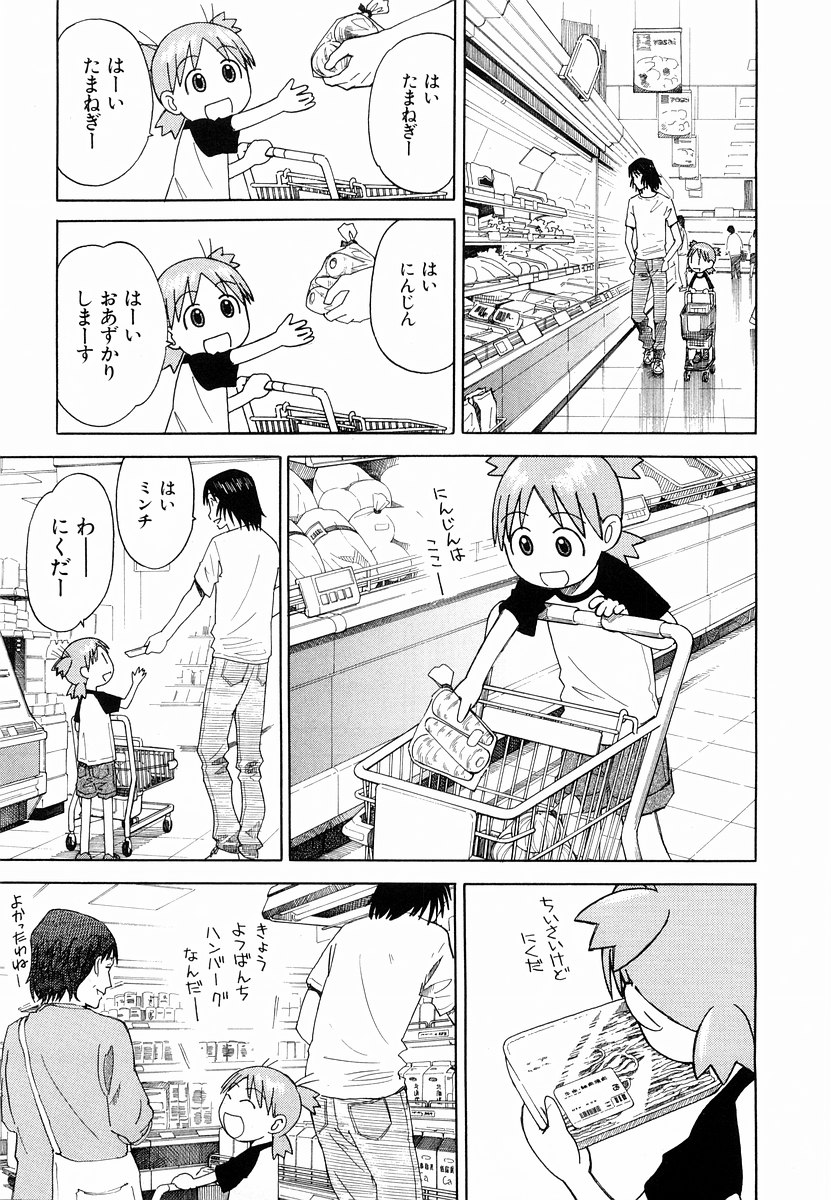 yasai
はい
たまねぎー
はーい
たまねぎー
はい
にんじん
はーい
おあずかり
しまーす
にんじんは
ここー
はい
ミンチ
わー
にくだー
ちいさいけど
にくだ
きょう
よつばんち
ハンバーグ
なんだー
よかったわねー
Ca
Ca